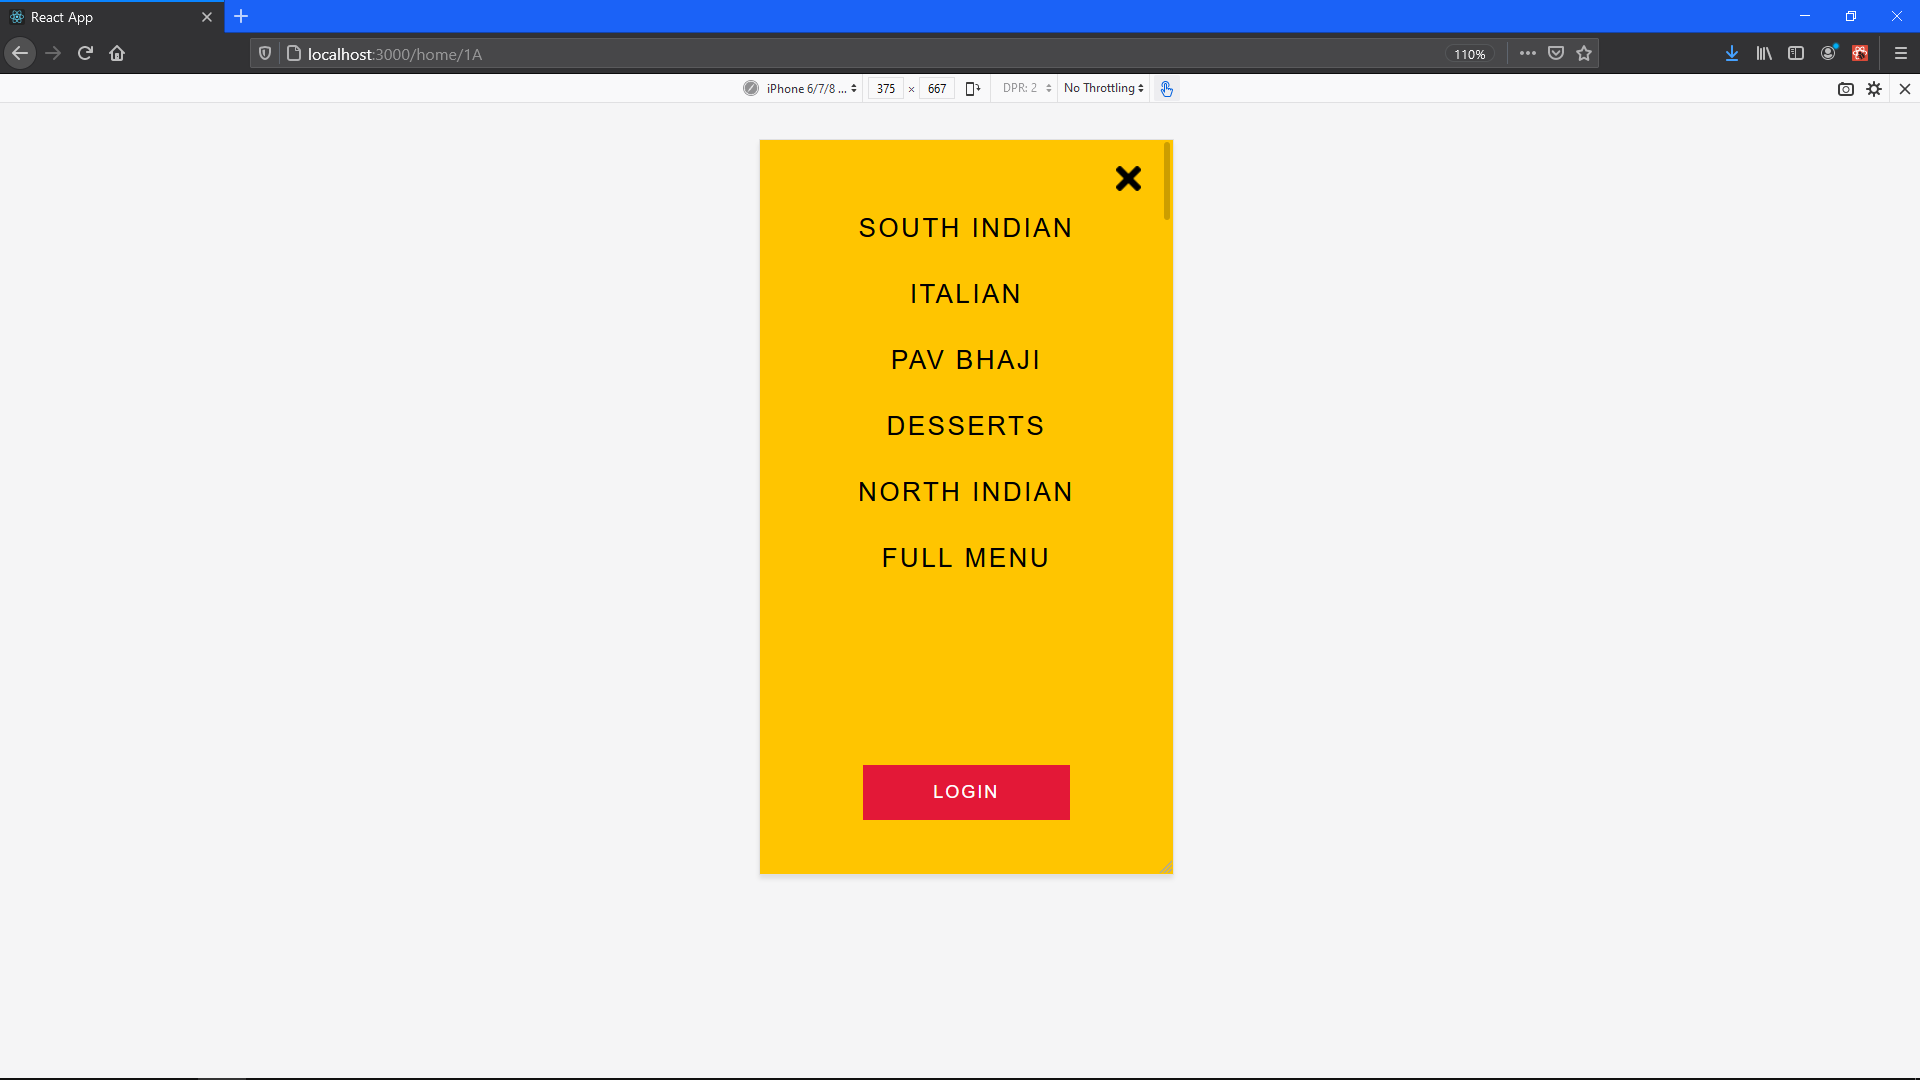 React App
localhost:3000/home/1A
110%
iPhone 6/7/8 ...
375 × 667
DPR: 2
No Throttling
SOUTH INDIAN
ITALIAN
PAV BHAJI
DESSERTS
NORTH INDIAN
FULL MENU
LOGIN